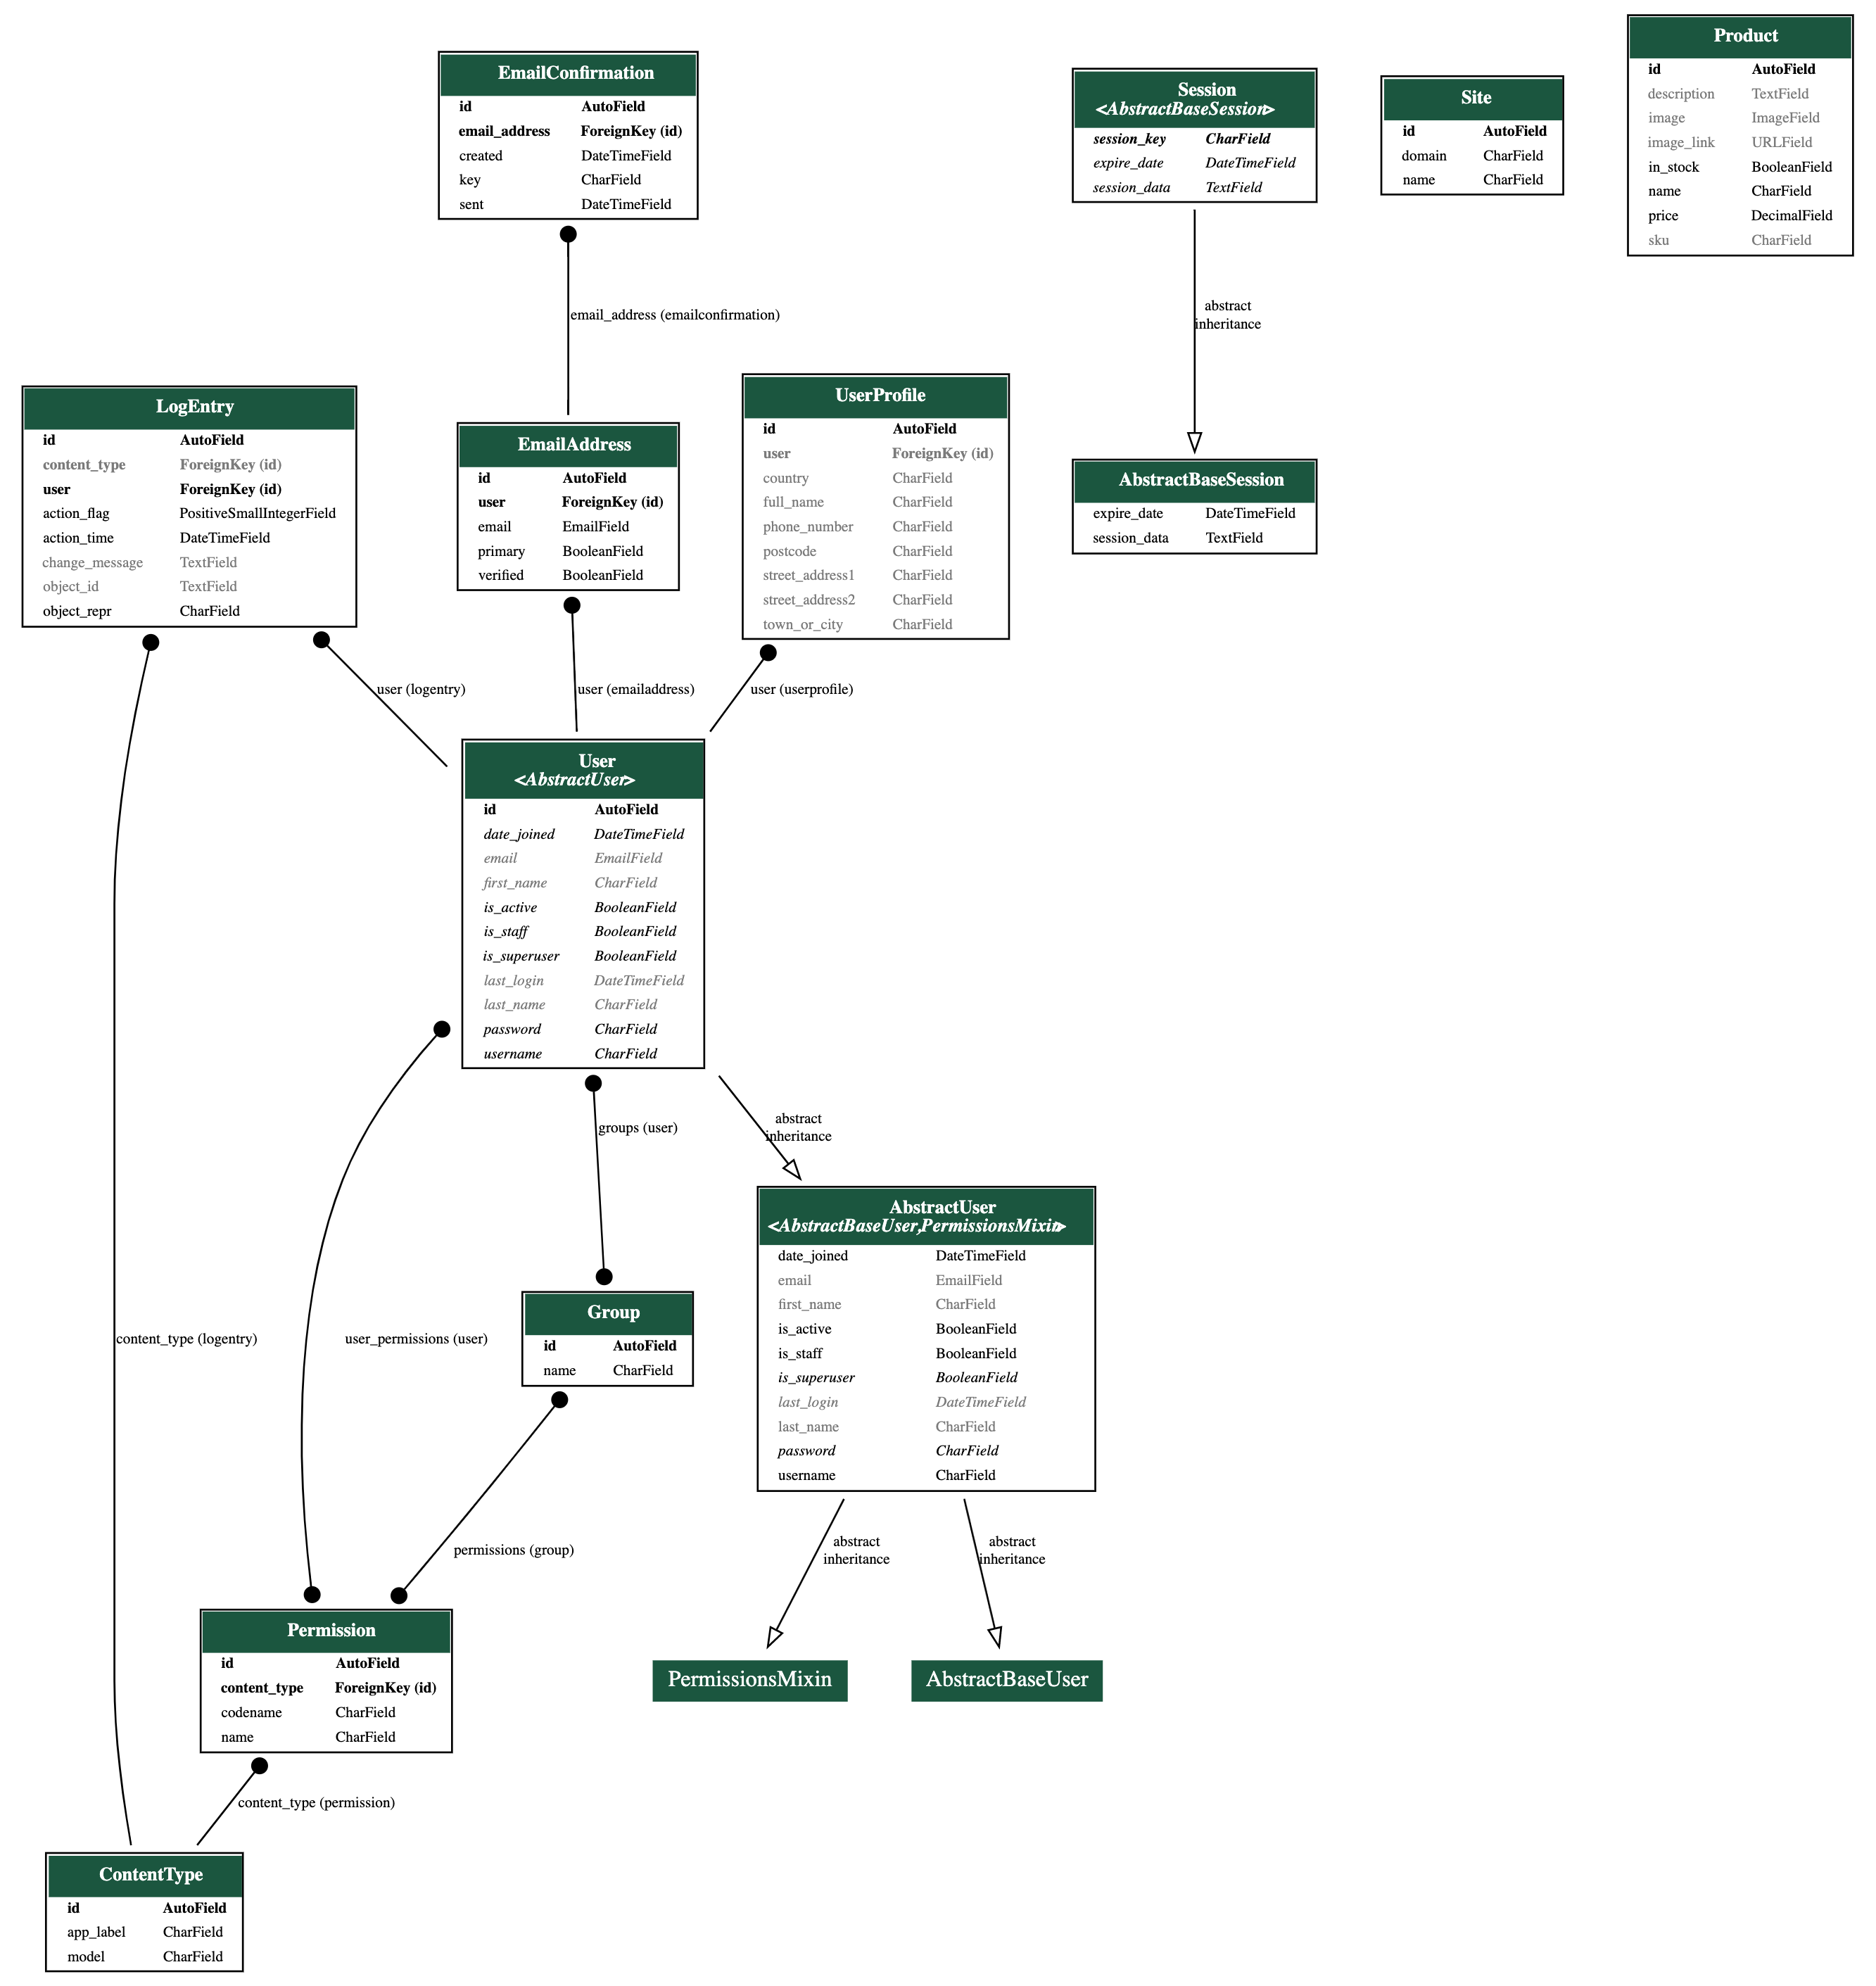 EmailConfirmation
id AutoField
email_address ForeignKey (id)
created DateTimeField
key CharField
sent DateTimeField
Session
<AbstractBaseSession>
session_key CharField
expire_date DateTimeField
session_data TextField
Site
id AutoField
domain CharField
name CharField
Product
id AutoField
description TextField
image ImageField
image_link URLField
in_stock BooleanField
name CharField
price DecimalField
sku CharField
email_address (emailconfirmation)
abstract
inheritance
LogEntry
id AutoField
content_type ForeignKey (id)
user ForeignKey (id)
action_flag PositiveSmallIntegerField
action_time DateTimeField
change_message TextField
object_id TextField
object_repr CharField
EmailAddress
id AutoField
user ForeignKey (id)
email EmailField
primary BooleanField
verified BooleanField
UserProfile
id AutoField
user ForeignKey (id)
country CharField
full_name CharField
phone_number CharField
postcode CharField
street_address1 CharField
street_address2 CharField
town_or_city CharField
AbstractBaseSession
expire_date DateTimeField
session_data TextField
user (logentry)
user (emailaddress)
user (userprofile)
User
<AbstractUser>
id AutoField
date_joined DateTimeField
email EmailField
first_name CharField
is_active BooleanField
is_staff BooleanField
is_superuser BooleanField
last_login DateTimeField
last_name CharField
password CharField
username CharField
groups (user)
abstract
inheritance
content_type (logentry)
user_permissions (user)
Group
id AutoField
name CharField
AbstractUser
<AbstractBaseUser,PermissionsMixin>
date_joined DateTimeField
email EmailField
first_name CharField
is_active BooleanField
is_staff BooleanField
is_superuser BooleanField
last_login DateTimeField
last_name CharField
password CharField
username CharField
permissions (group)
abstract
inheritance
abstract
inheritance
Permission
id AutoField
content_type ForeignKey (id)
codename CharField
name CharField
PermissionsMixin
AbstractBaseUser
content_type (permission)
ContentType
id AutoField
app_label CharField
model CharField